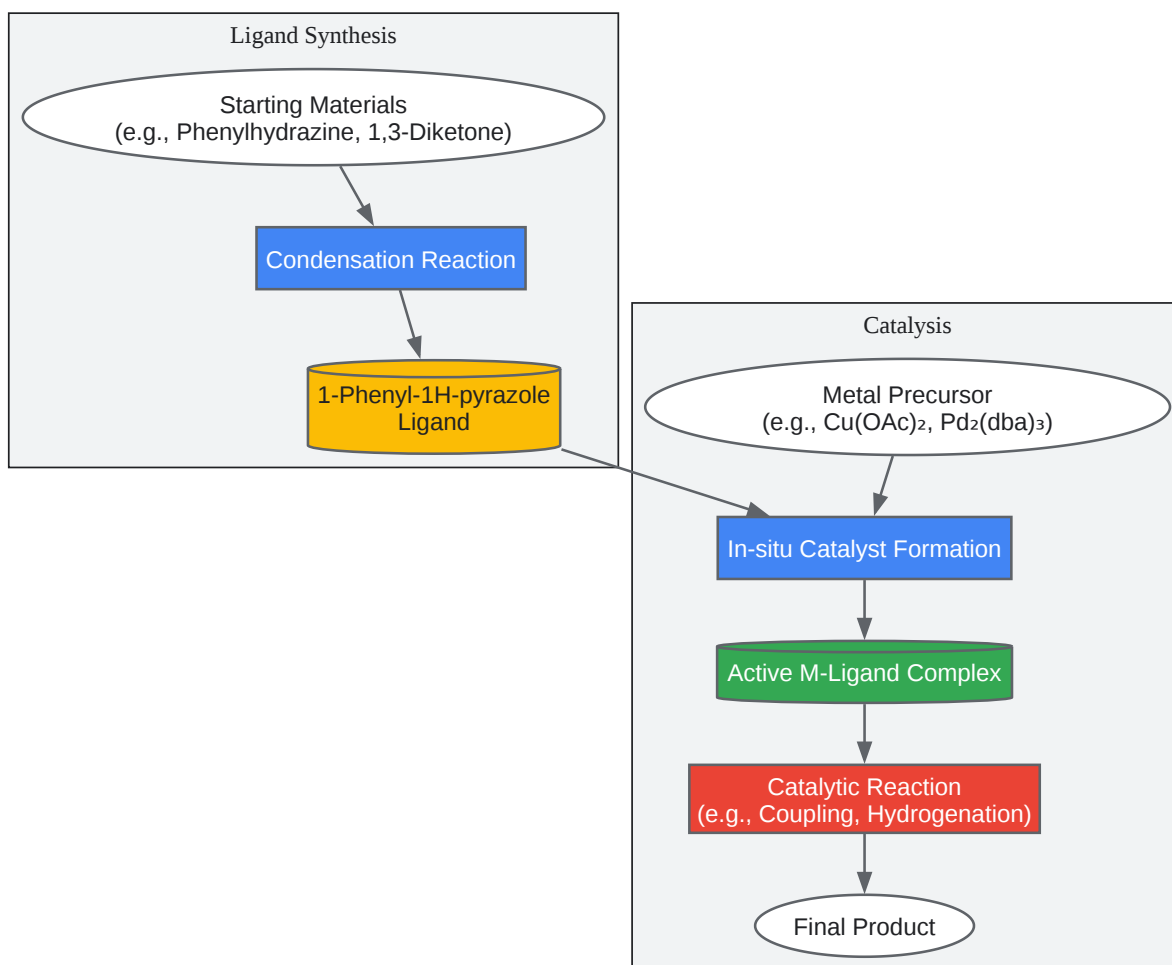 Ligand Synthesis
Starting Materials
(e.g., Phenylhydrazine, 1,3-Diketone)
Condensation Reaction
1-Phenyl-1H-pyrazole
Ligand
Catalysis
Metal Precursor
(e.g., Cu(OAc)₂, Pd₂(dba)₃)
In-situ Catalyst Formation
Active M-Ligand Complex
Catalytic Reaction
(e.g., Coupling, Hydrogenation)
Final Product